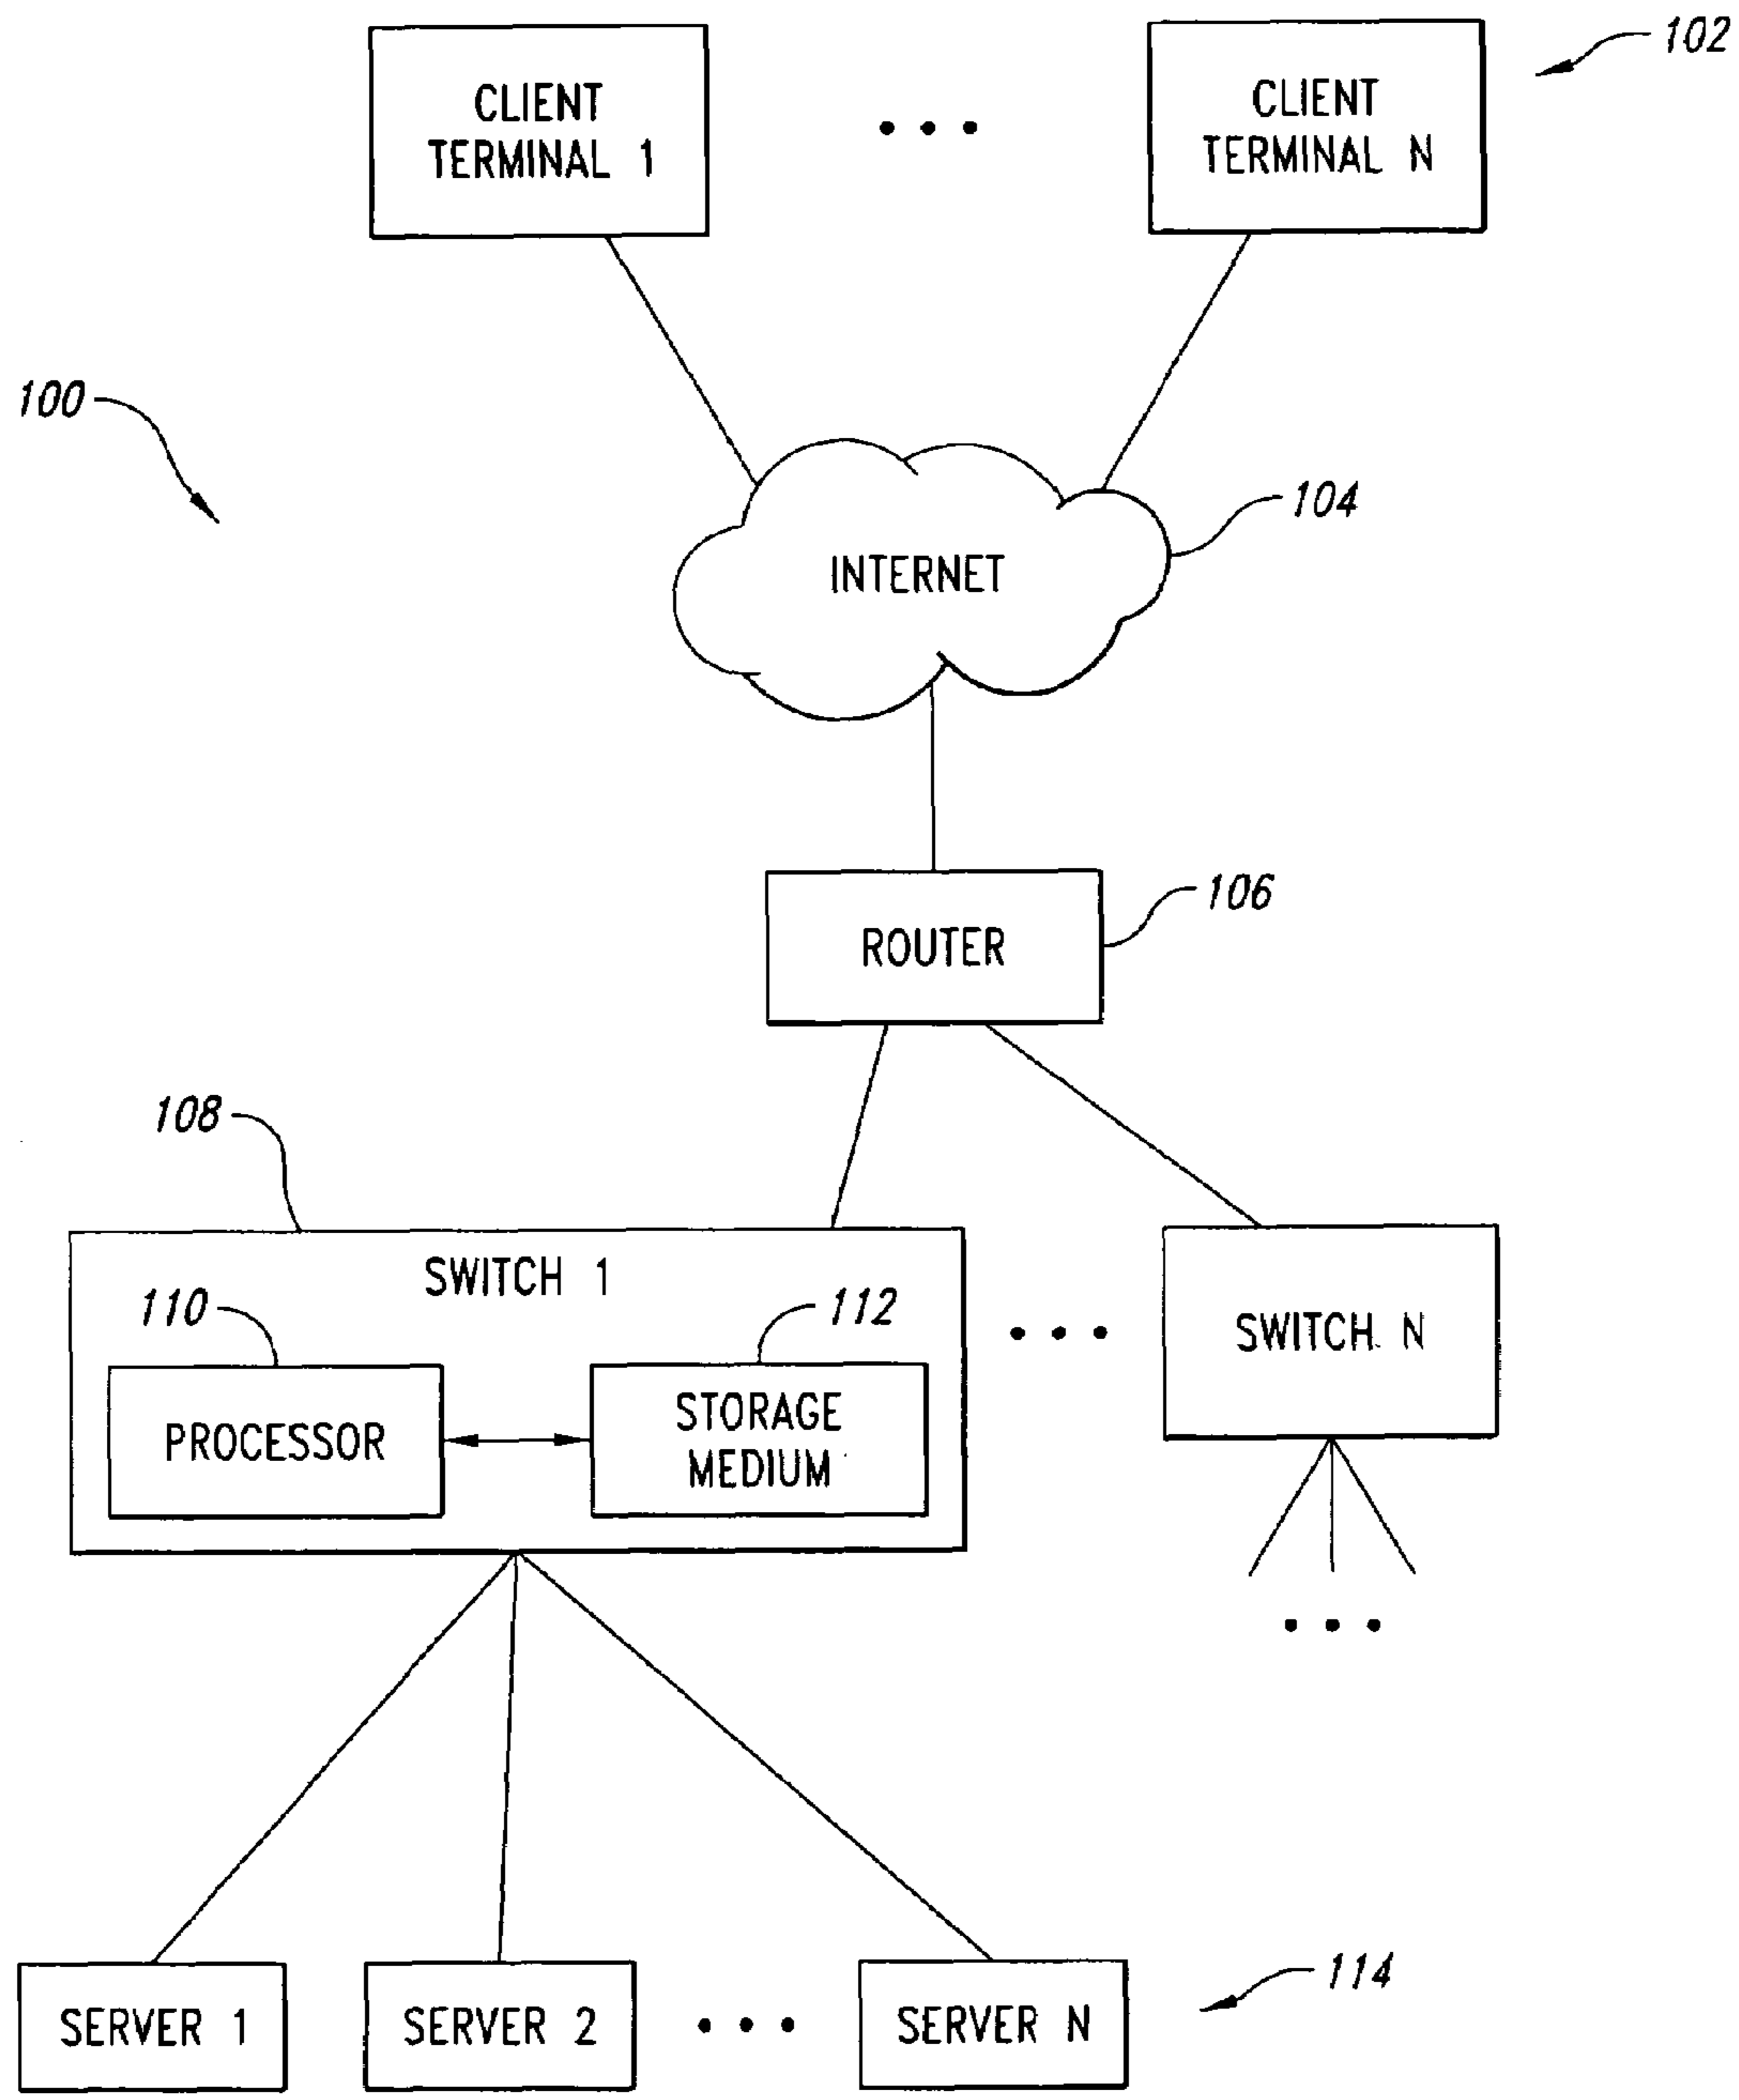 102
CLIENT
TERMINAL 1
CLIENT
TERMINAL N
100
104
INTERNET
106
ROUTER
108
SWITCH 1
110
112
PROCESSOR
STORAGE
MEDIUM
SWITCH N
114
SERVER 1
SERVER 2
SERVER N